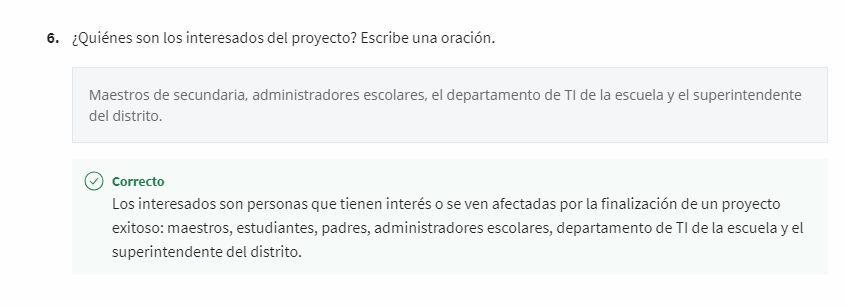 6. ¿Quiénes son los interesados del proyecto? Escribe una oración.
Maestros de secundaria, administradores escolares, el departamento de TI de la escuela y el superintendente
del distrito.
Correcto
Los interesados son personas que tienen interés o se ven afectadas por la finalización de un proyecto
exitoso: maestros, estudiantes, padres, administradores escolares, departamento de TI de la escuela y el
superintendente del distrito.